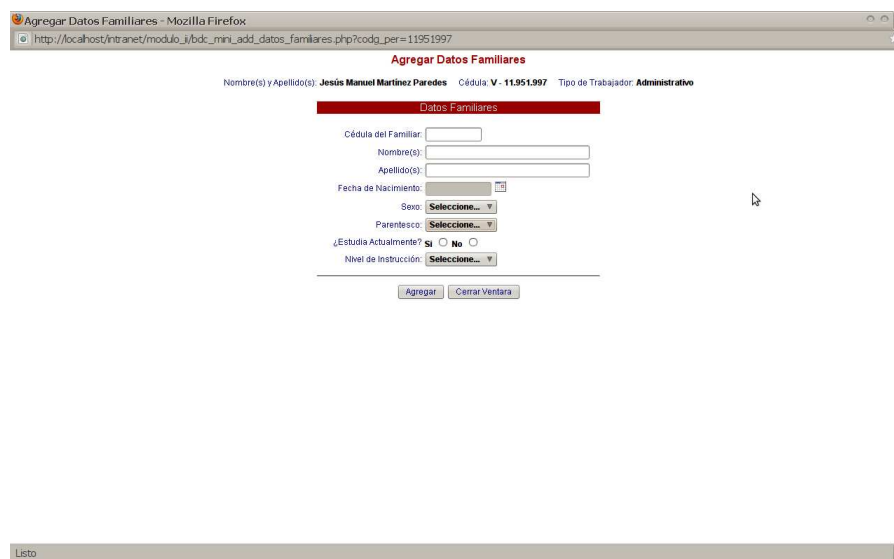 Agregar Datos Familiares - Mozilla Firefox
http://localhost/intranet/modulo_ii/bdc_mini_add_datos_familiares.php?codg_per=11951997
Agregar Datos Familiares
Nombre(s) y Apellido(s): Jesús Manuel Martínez Paredes Cédula: V - 11.951.997 Tipo de Trabajador: Administrativo
Datos Familiares
Cédula del Familiar:
Nombre(s):
Apellido(s):
Fecha de Nacimiento:
Sexo: Seleccione...
Parentesco: Seleccione...
¿Estudia Actualmente? Si No
Nivel de Instrucción: Seleccione...
Agregar Cerrar Ventara
Listo